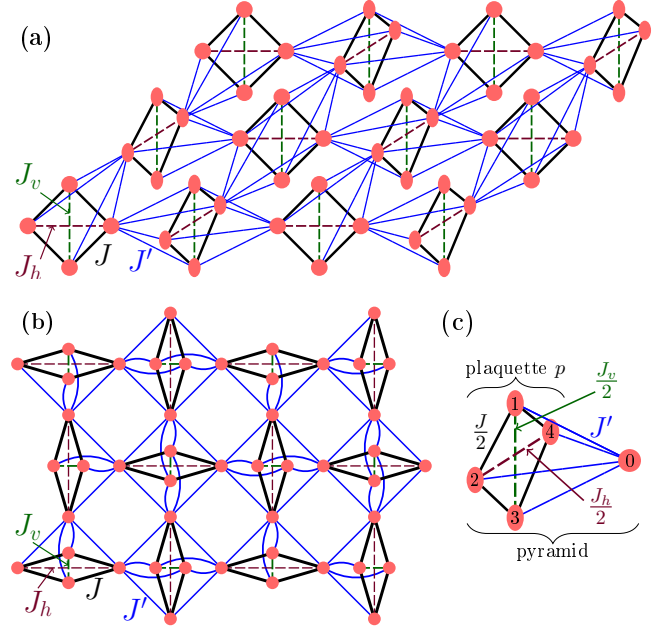 (a)
J_v
J_h
J
J'
(b)
J_v
J_h
J
J'
(c)
plaquette p
J_v/2
J/2
J'
1
4
2
0
3
J_h/2
pyramid